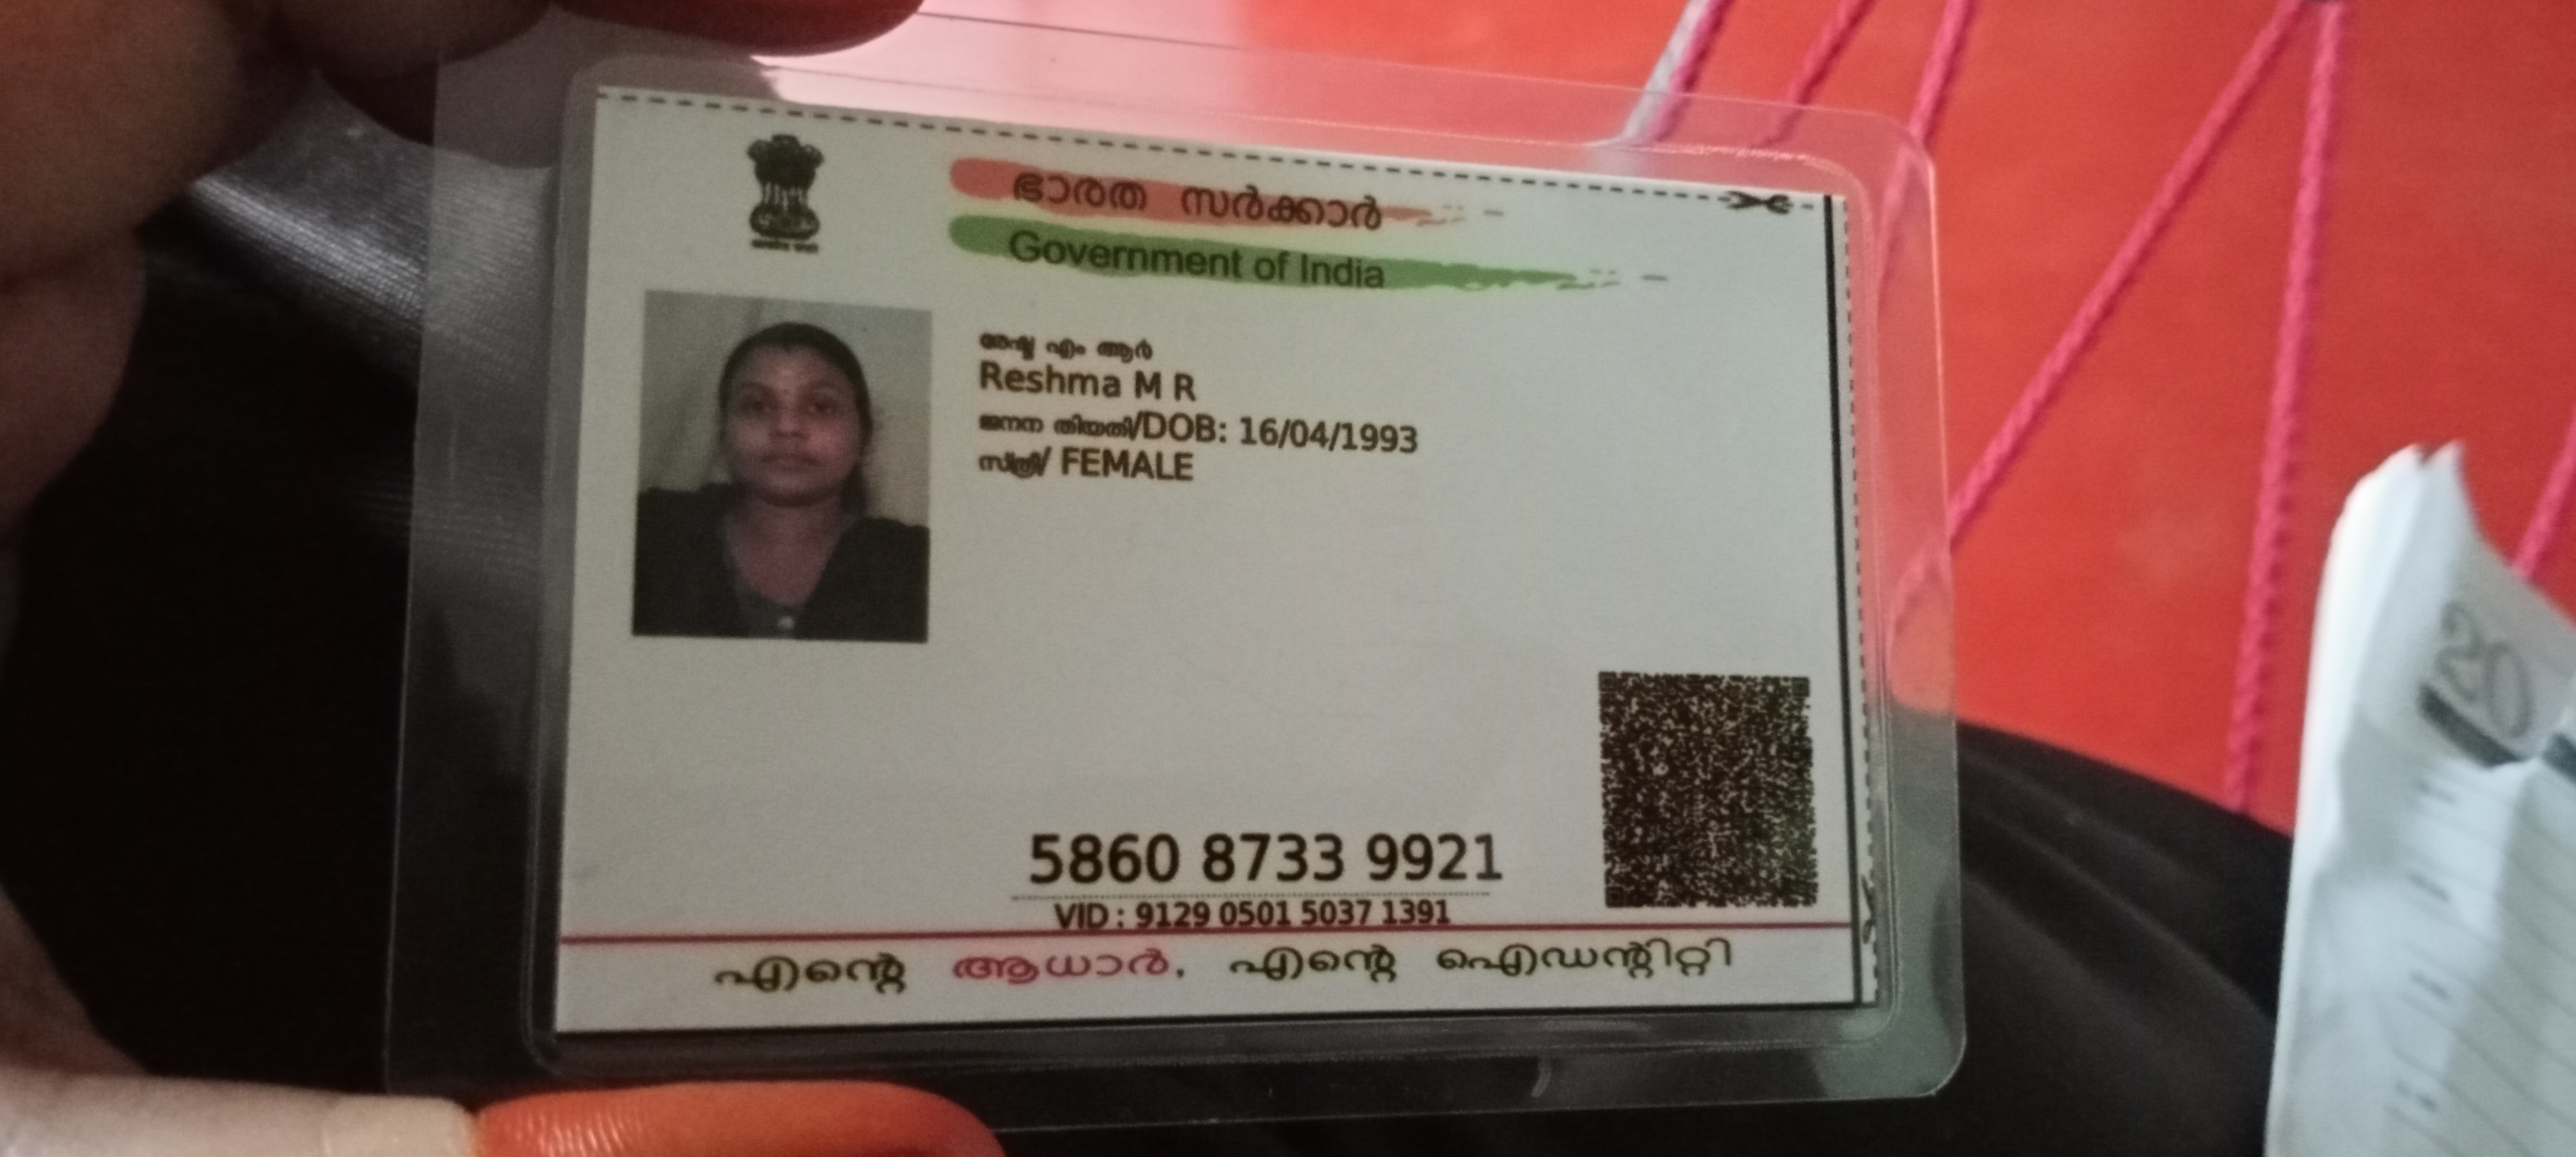 ഭാരത സർക്കാർ
Government of India
എം ആർ
Reshma M R
ജനന തിയതി/DOB: 16/04/1993
സ്ത്രീ/ FEMALE
5860 8733 9921
VID : 9129 0501 5037 1391
എന്റെ ആധാർ, എന്റെ ഐഡന്റിറ്റി
20